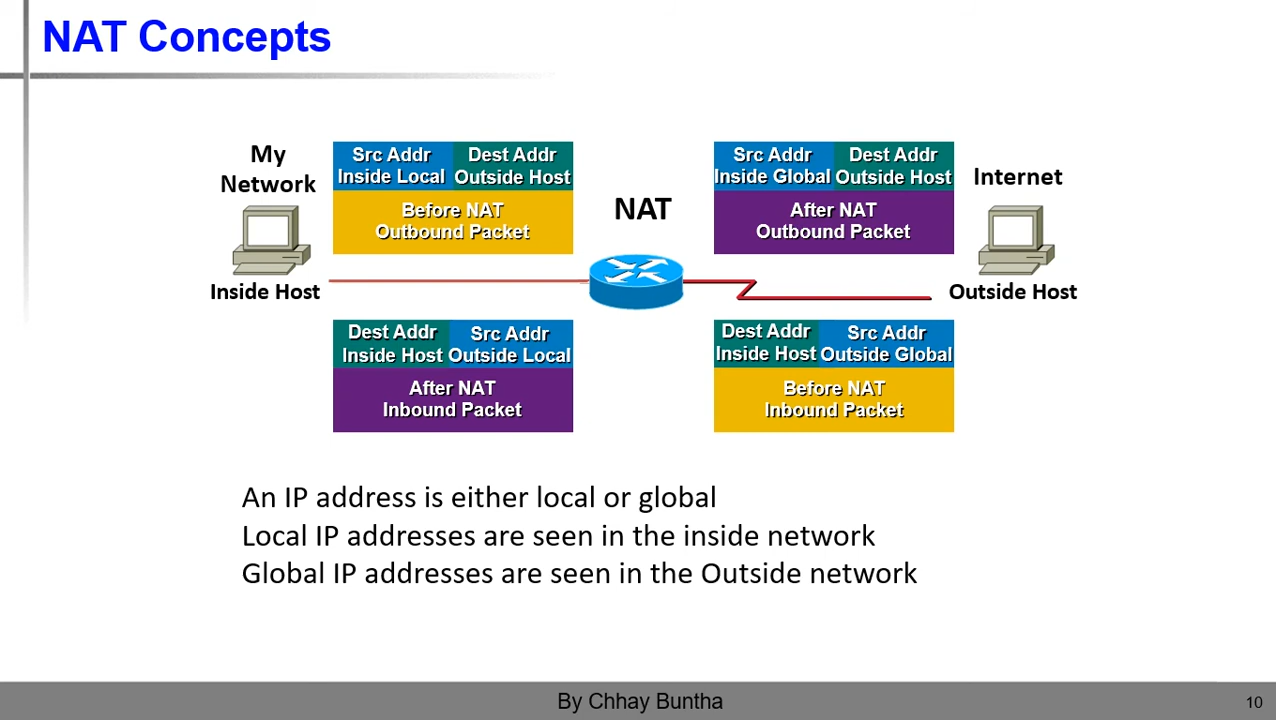 NAT Concepts
My
Network
Src Addr
Inside Local
Dest Addr
Outside Host
Before NAT
Outbound Packet
NAT
Src Addr
Inside Global
Dest Addr
Outside Host
After NAT
Outbound Packet
Internet
Inside Host
Outside Host
Dest Addr
Inside Host
Src Addr
Outside Local
After NAT
Inbound Packet
Dest Addr
Inside Host
Src Addr
Outside Global
Before NAT
Inbound Packet
An IP address is either local or global
Local IP addresses are seen in the inside network
Global IP addresses are seen in the Outside network
By Chhay Buntha
10